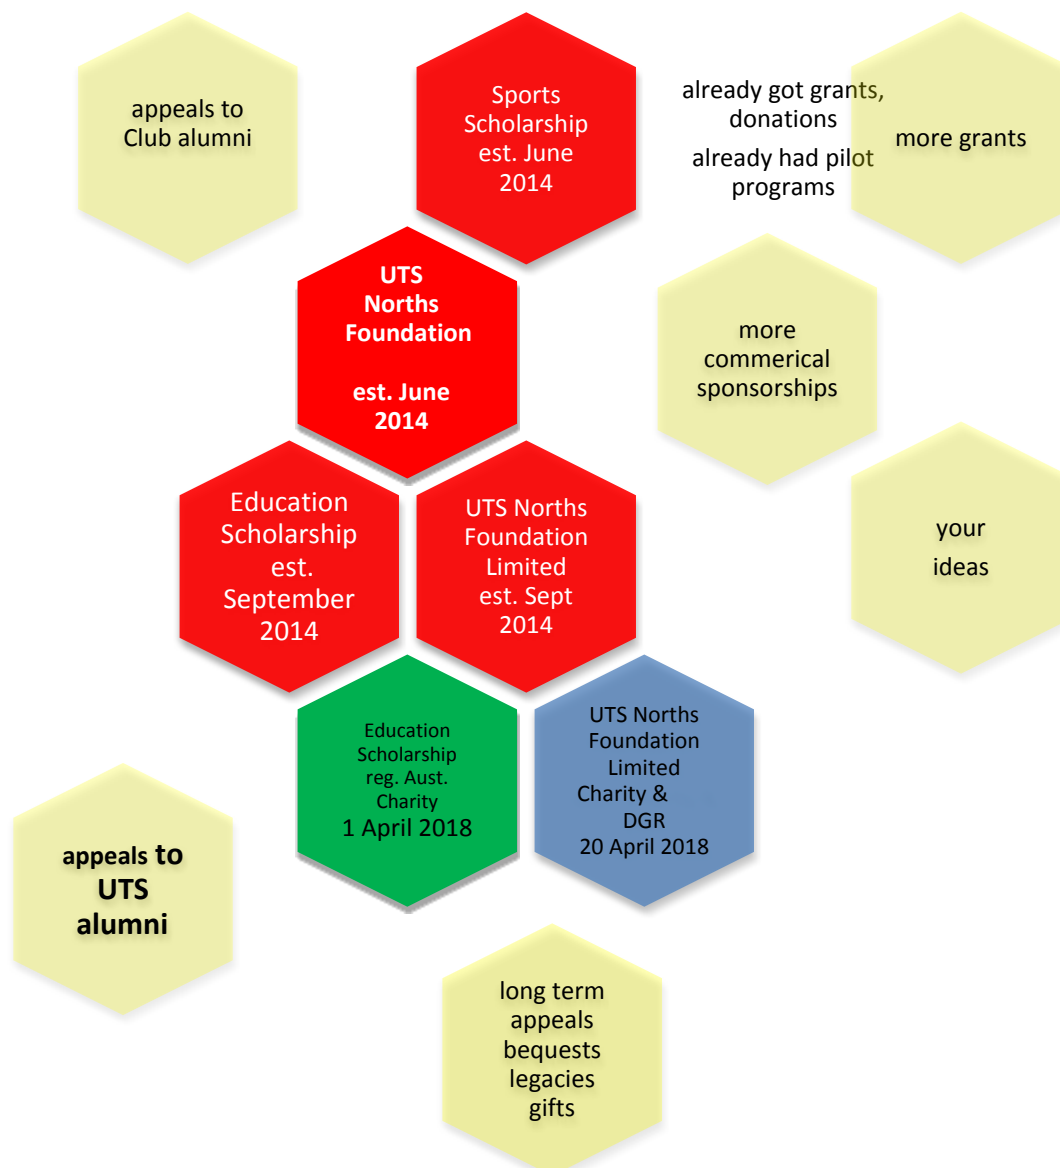 appeals to
Club alumni
Sports
Scholarship
est. June
2014
already got grants,
donations
already had pilot
programs
more grants
UTS
Norths
Foundation
est. June
2014
more
commerical
sponsorships
Education
Scholarship
est.
September
2014
UTS Norths
Foundation
Limited
est. Sept
2014
your
ideas
Education
Scholarship
reg. Aust.
Charity
1 April 2018
UTS Norths
Foundation
Limited
Charity &
DGR
20 April 2018
appeals to
UTS
alumni
long term
appeals
bequests
legacies
gifts